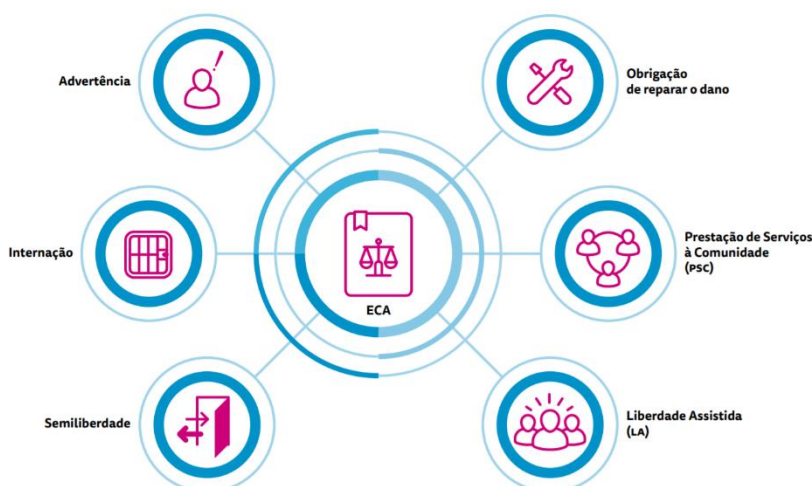 Advertência
Obrigação
de reparar o dano
Internação
ECA
Prestação de Serviços
à Comunidade
(PSC)
Semiliberdade
Liberdade Assistida
(LA)